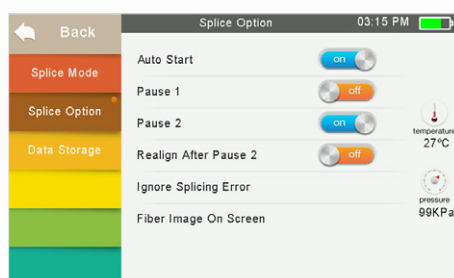 Back
Splice Option
03:15 PM
Splice Mode
Splice Option
Data Storage
Auto Start
on
Pause 1
off
Pause 2
on
Realign After Pause 2
off
Ignore Splicing Error
Fiber Image On Screen
temperature
27°C
pressure
99KPa